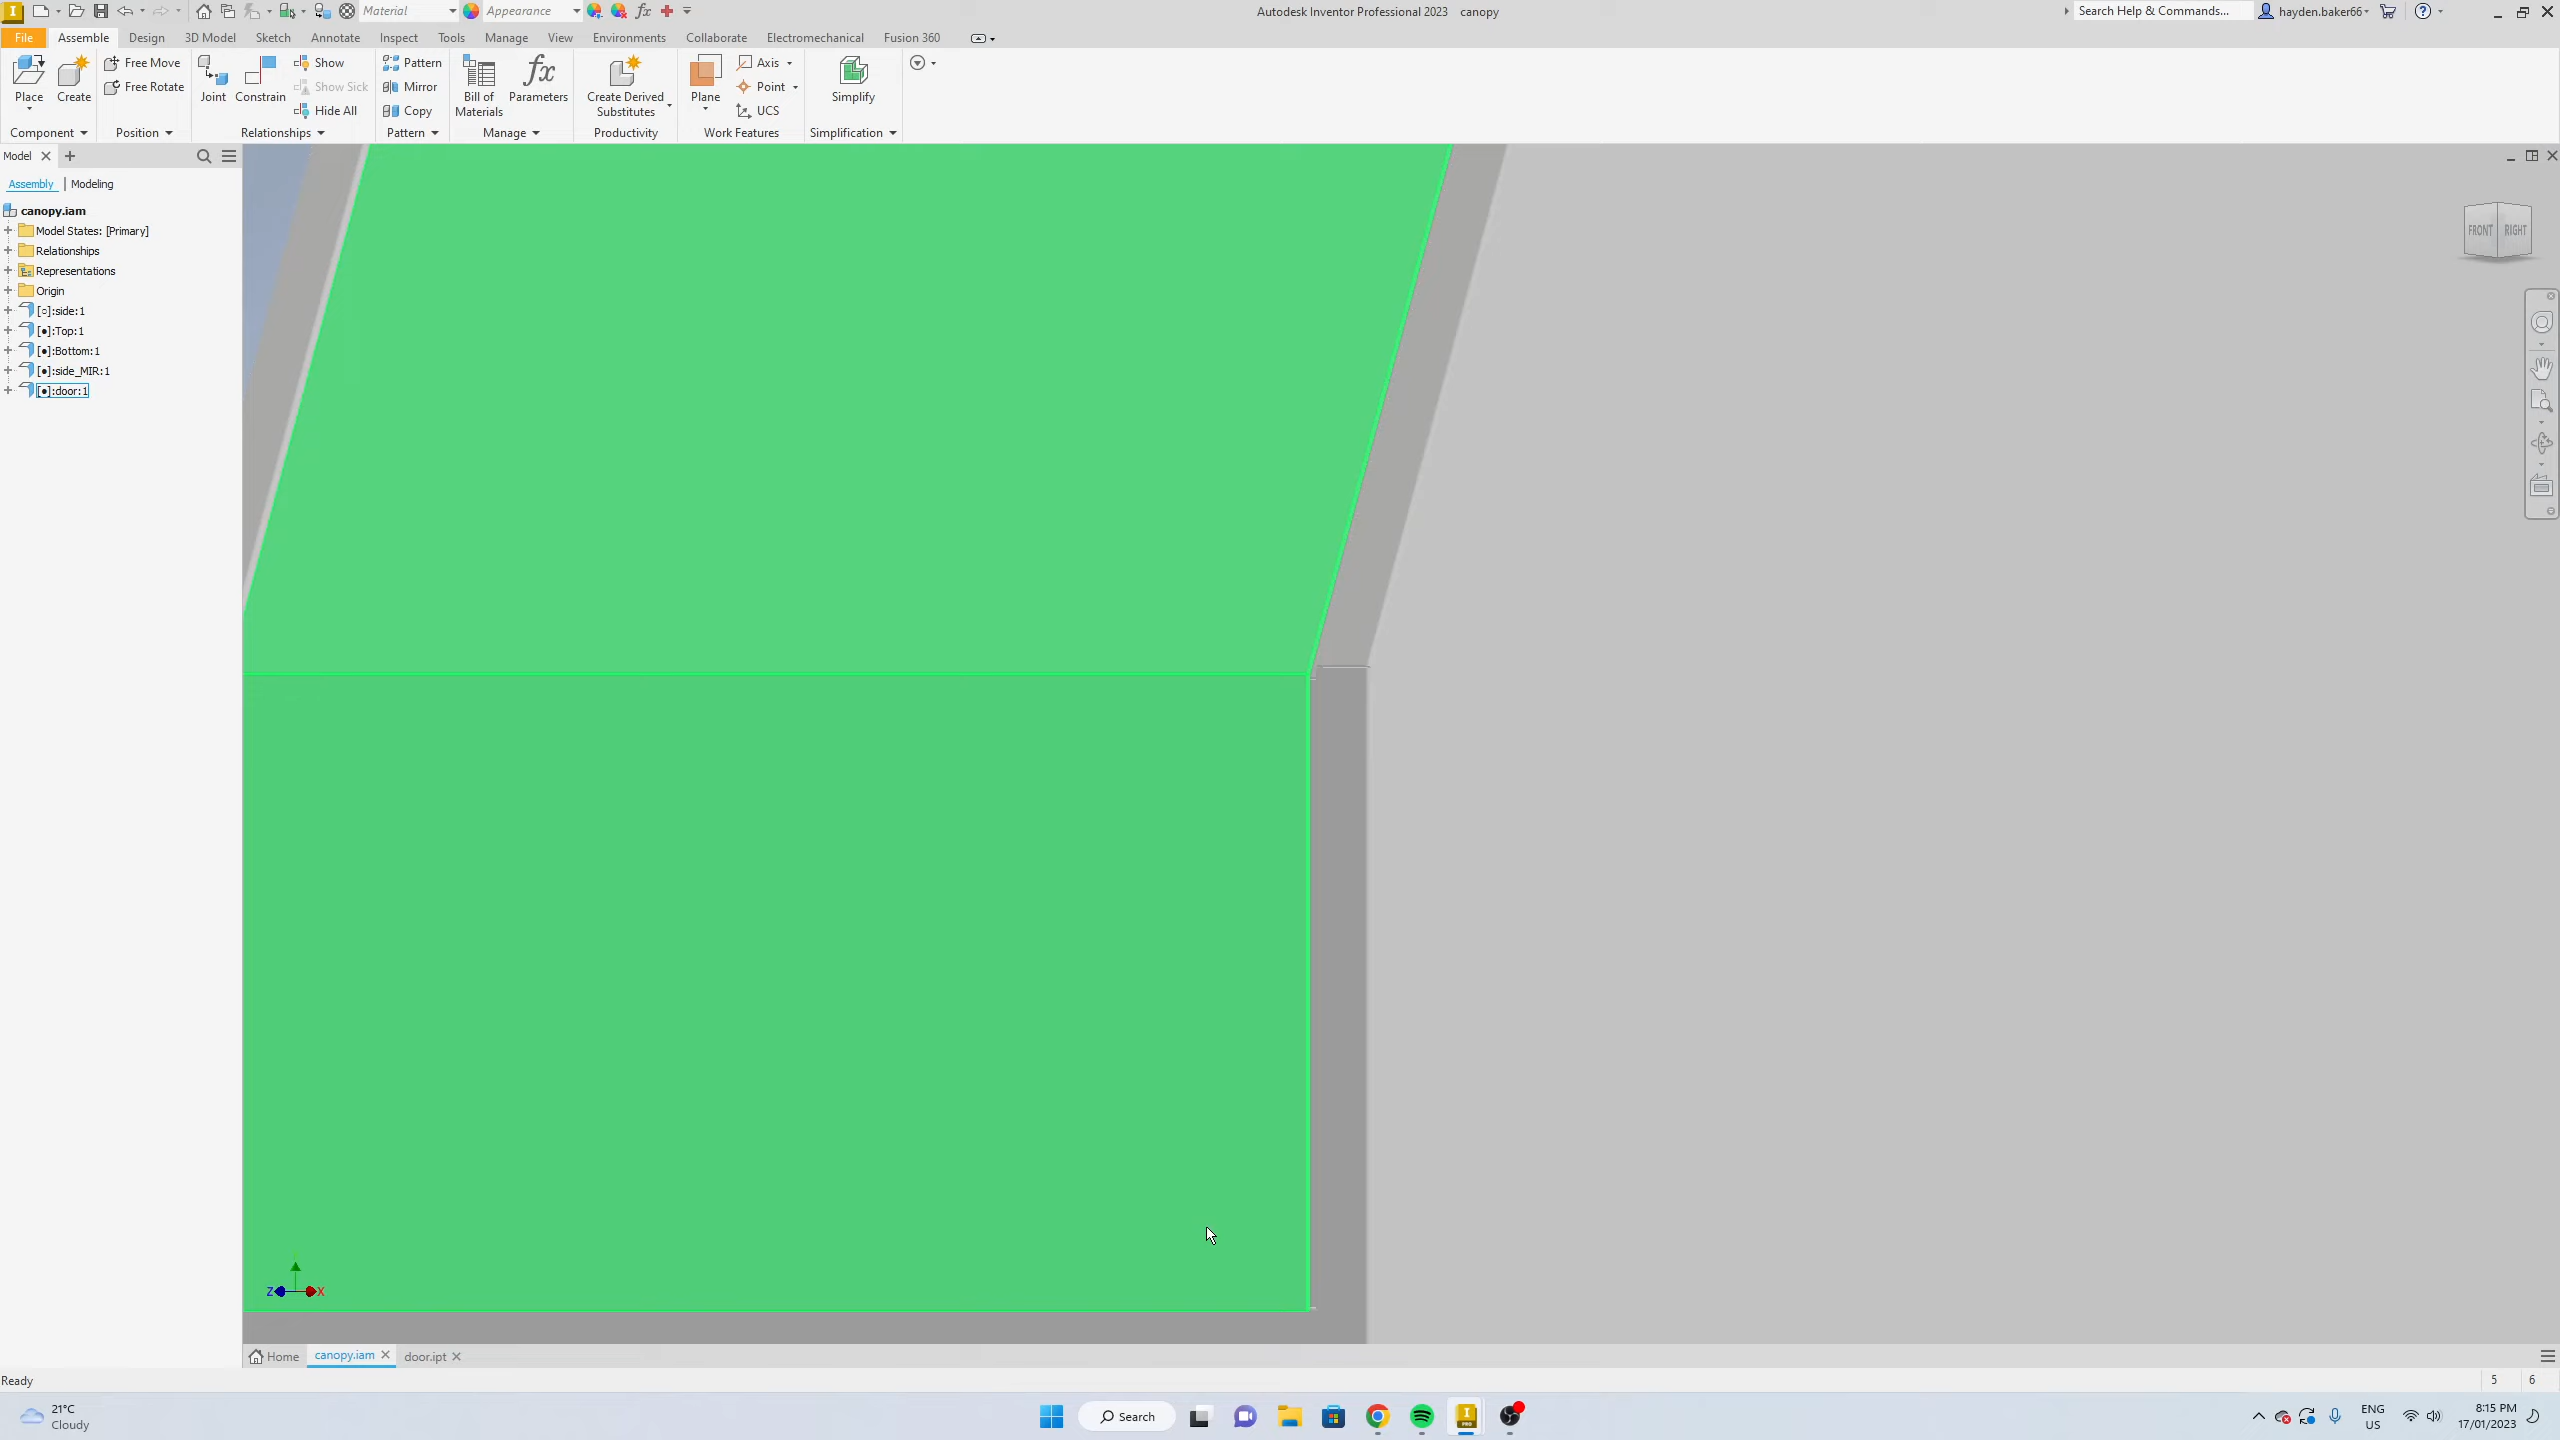 Material
Appearance
Autodesk Inventor Professional 2023 canopy
Search Help & Commands...
hayden.baker66
File Assemble Design 3D Model Sketch Annotate Inspect Tools Manage View Environments Collaborate Electromechanical Fusion 360
Place
Create
Free Move
Free Rotate
Joint
Constrain
Show
Show Sick
Hide All
Pattern
Mirror
Copy
Bill of
Materials
Parameters
Create Derived
Substitutes
Plane
Axis
Point
UCS
Simplify
Component Position Relationships Pattern Manage Productivity Work Features Simplification
Model
Assembly | Modeling
canopy.iam
Model States: [Primary]
Relationships
Representations
Origin
[○]:side:1
[●]:Top:1
[●]:Bottom:1
[●]:side_MIR:1
[●]:door:1
FRONT RIGHT
Z X
Home canopy.iam door.ipt
Ready
5 6
21°C
Cloudy
Search
PRO
ENG
US
8:15 PM
17/01/2023